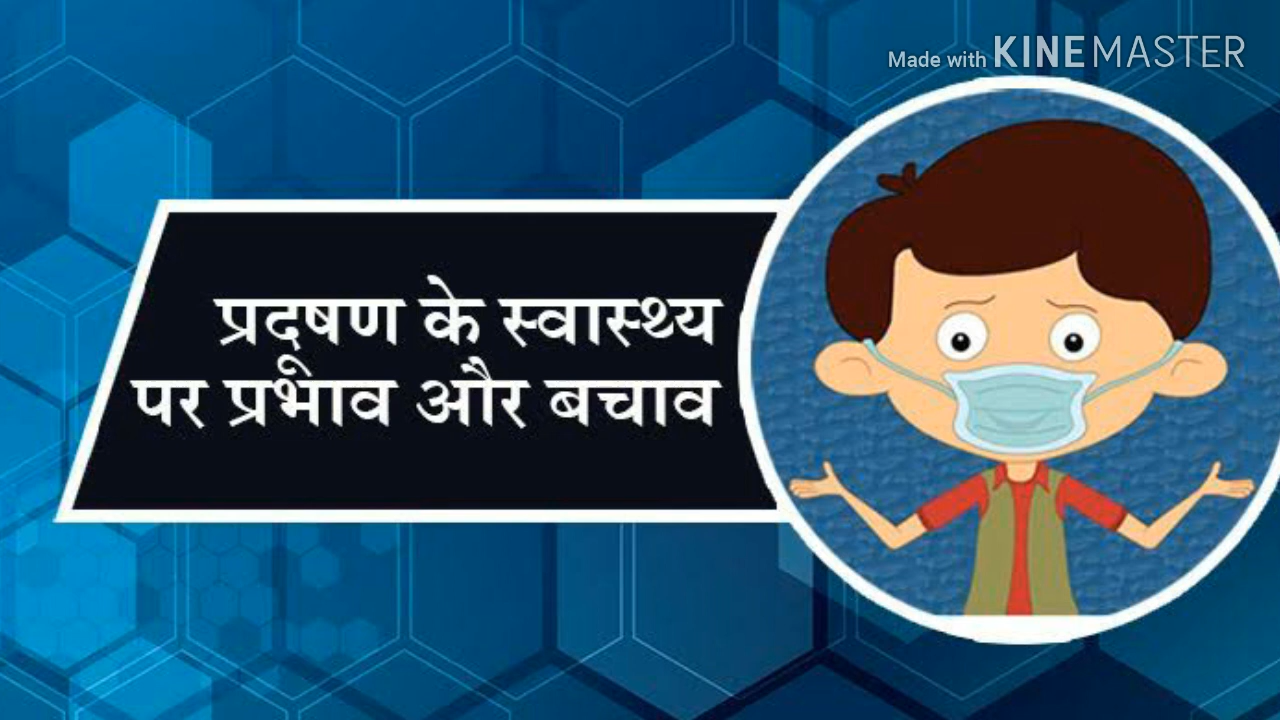 Made with KINEMASTER
प्रदूषण के स्वास्थ्य
पर प्रभाव और बचाव